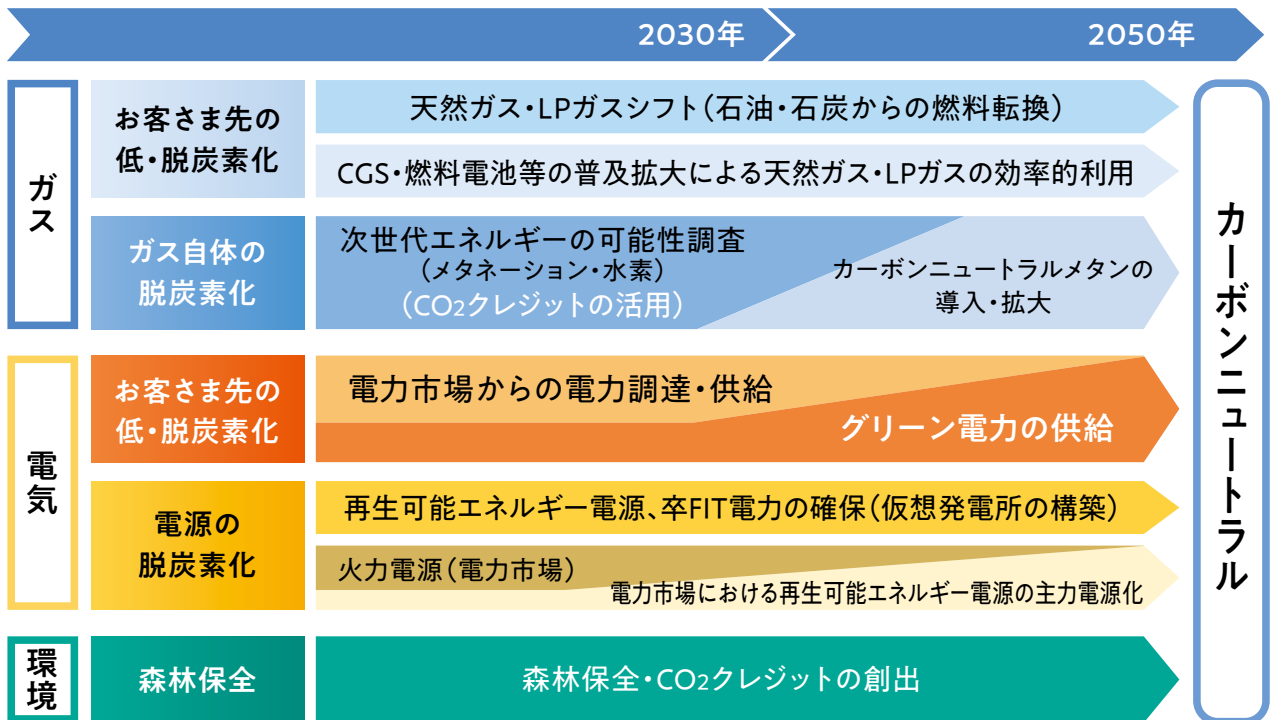 2030年
2050年
ガス
お客さま先の
低・脱炭素化
天然ガス・LPガスシフト（石油・石炭からの燃料転換）
CGS・燃料電池等の普及拡大による天然ガス・LPガスの効率的利用
ガス自体の
脱炭素化
次世代エネルギーの可能性調査
（メタネーション・水素）
（CO2クレジットの活用）
カーボンニュートラルメタンの
導入・拡大
電気
お客さま先の
低・脱炭素化
電力市場からの電力調達・供給
グリーン電力の供給
電源の
脱炭素化
再生可能エネルギー電源、卒FIT電力の確保（仮想発電所の構築）
火力電源（電力市場）
電力市場における再生可能エネルギー電源の主力電源化
環境
森林保全
森林保全・CO2クレジットの創出
カーボンニュートラル